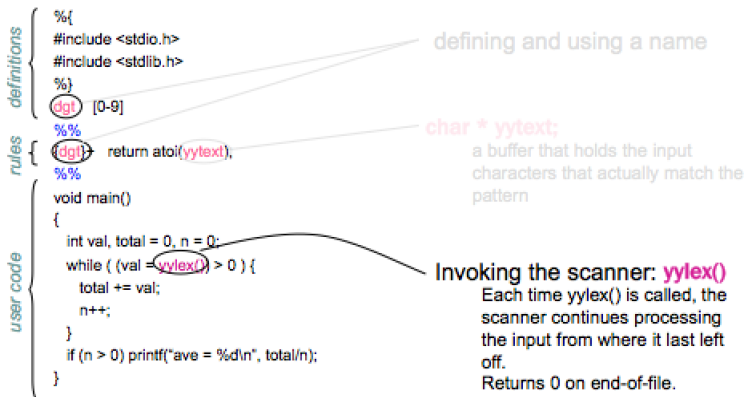 definitions
%{
#include <stdio.h>
#include <stdlib.h>
%}
dgt [0-9]
%%
rules
{dgt}+ return atoi(yytext);
%%
user code
void main()
{
int val, total = 0, n = 0;
while ( (val = yylex()) > 0 ) {
total += val;
n++;
}
if (n > 0) printf("ave = %d\n", total/n);
}
defining and using a name
char * yytext;
a buffer that holds the input
characters that actually match the
pattern
Invoking the scanner: yylex()
Each time yylex() is called, the
scanner continues processing
the input from where it last left
off.
Returns 0 on end-of-file.